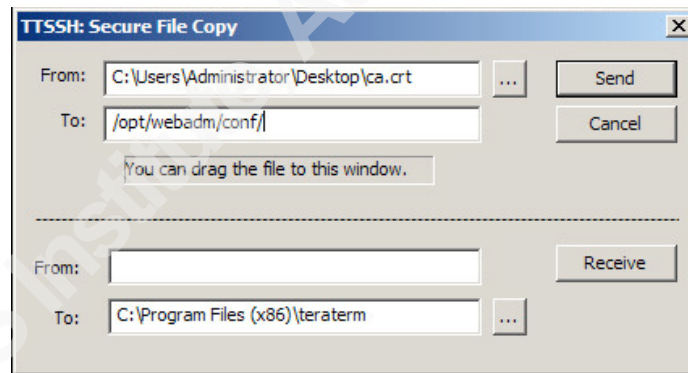 TTSSH: Secure File Copy
From: C:\Users\Administrator\Desktop\ca.crt ... Send
To: /opt/webadm/conf/ Cancel
You can drag the file to this window.
From: Receive
To: C:\Program Files (x86)\teraterm ...